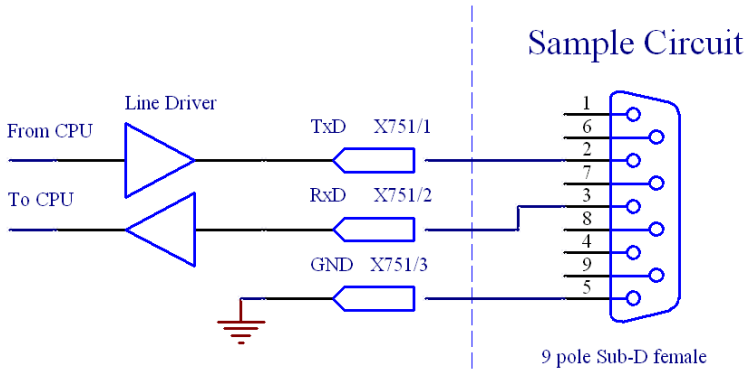 Sample Circuit
Line Driver
From CPU
TxD X751/1
To CPU
RxD X751/2
GND X751/3
1
6
2
7
3
8
4
9
5
9 pole Sub-D female